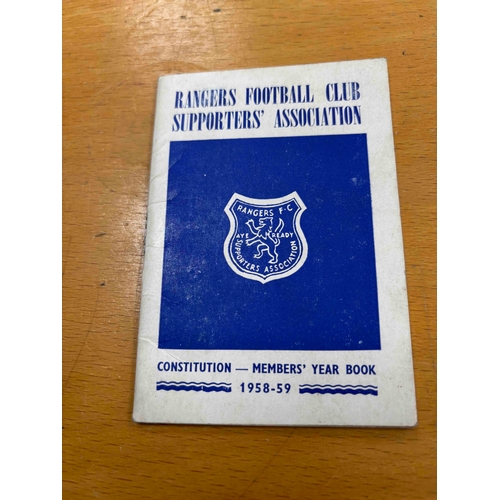 RANGERS FOOTBALL CLUB
SUPPORTERS' ASSOCIATION
RANGERS F·C
AYE READY
SUPPORTERS ASSOCIATION
CONSTITUTION — MEMBERS' YEAR BOOK
1958-59